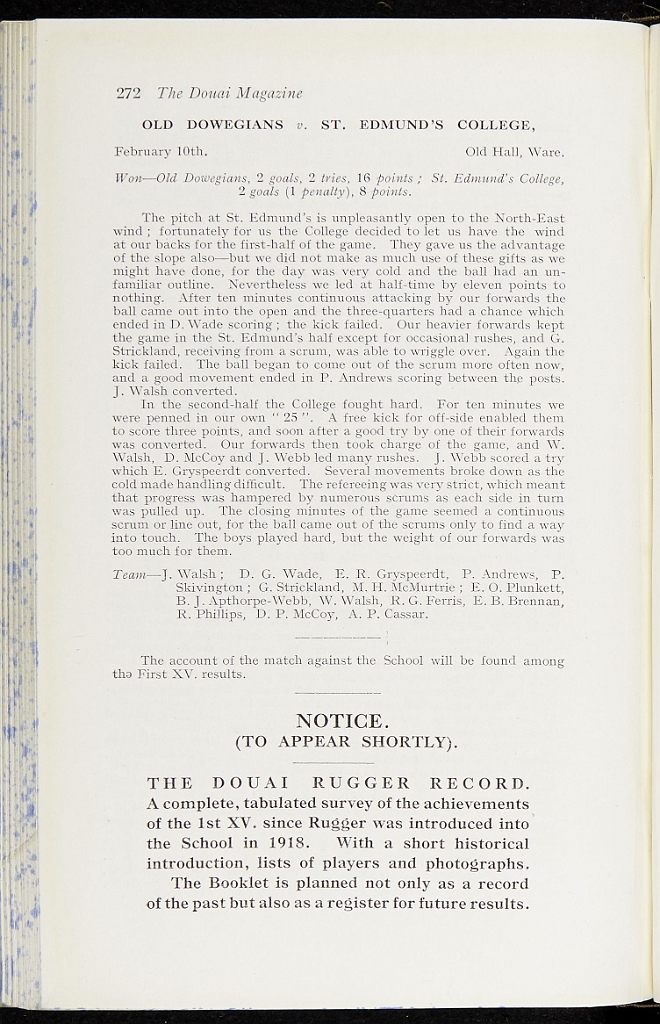 272 The Douai Magazine
OLD DOWEGIANS v. ST. EDMUND'S COLLEGE,
February 10th. Old Hall, Ware.
Won—Old Dowegians, 2 goals, 2 tries, 16 points ; St. Edmund's College,
2 goals (1 penalty), 8 points.
The pitch at St. Edmund's is unpleasantly open to the North-East
wind ; fortunately for us the College decided to let us have the wind
at our backs for the first-half of the game. They gave us the advantage
of the slope also—but we did not make as much use of these gifts as we
might have done, for the day was very cold and the ball had an un-
familiar outline. Nevertheless we led at half-time by eleven points to
nothing. After ten minutes continuous attacking by our forwards the
ball came out into the open and the three-quarters had a chance which
ended in D. Wade scoring ; the kick failed. Our heavier forwards kept
the game in the St. Edmund's half except for occasional rushes, and G.
Strickland, receiving from a scrum, was able to wriggle over. Again the
kick failed. The ball began to come out of the scrum more often now,
and a good movement ended in P. Andrews scoring between the posts.
J. Walsh converted.
In the second-half the College fought hard. For ten minutes we
were penned in our own " 25 ". A free kick for off-side enabled them
to score three points, and soon after a good try by one of their forwards
was converted. Our forwards then took charge of the game, and W.
Walsh, D. McCoy and J. Webb led many rushes. J. Webb scored a try
which E. Gryspeerdt converted. Several movements broke down as the
cold made handling difficult. The refereeing was very strict, which meant
that progress was hampered by numerous scrums as each side in turn
was pulled up. The closing minutes of the game seemed a continuous
scrum or line out, for the ball came out of the scrums only to find a way
into touch. The boys played hard, but the weight of our forwards was
too much for them.
Team—J. Walsh ; D. G. Wade, E. R. Gryspeerdt, P. Andrews, P.
Skivington ; G. Strickland, M. H. McMurtrie ; E. O. Plunkett,
B. J. Apthorpe-Webb, W. Walsh, R. G. Ferris, E. B. Brennan,
R. Phillips, D. P. McCoy, A. P. Cassar.
The account of the match against the School will be found among
the First XV. results.
NOTICE.
(TO APPEAR SHORTLY).
THE DOUAI RUGGER RECORD.
A complete, tabulated survey of the achievements
of the 1st XV. since Rugger was introduced into
the School in 1918. With a short historical
introduction, lists of players and photographs.
The Booklet is planned not only as a record
of the past but also as a register for future results.